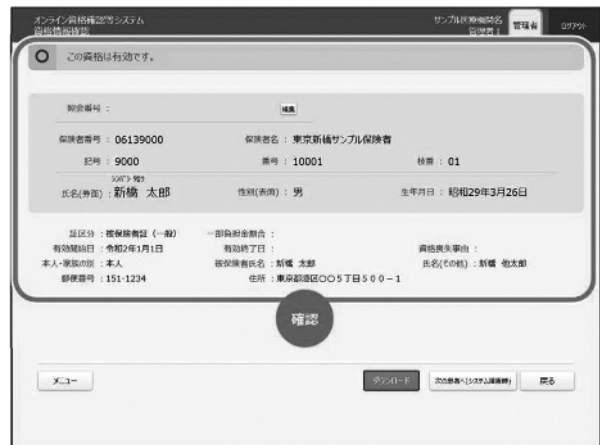 オンライン資格確認等システム
資格情報確認
サンプル医療機関名
管理者1
管理者
ログアウト
この資格は有効です。
照会番号 :
編集
保険者番号 : 06139000
保険者名 : 東京新橋サンプル保険者
記号 : 9000
番号 : 10001
枝番 : 01
シンバシ タロウ
氏名(券面) : 新橋 太郎
性別(表面) : 男
生年月日 : 昭和29年3月26日
証区分 : 被保険者証 (一般)
一部負担金割合 :
有効開始日 : 令和2年1月1日
有効終了日 :
資格喪失事由 :
本人・家族の別 : 本人
被保険者氏名 : 新橋 太郎
氏名(その他) : 新橋 他太郎
郵便番号 : 151-1234
住所 : 東京都港区〇〇5丁目500-1
確認
メニュー
ダウンロード
戻る